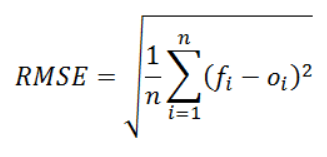 RMSE = √(1/n ∑_{i=1}^{n} (f_i − o_i)²)